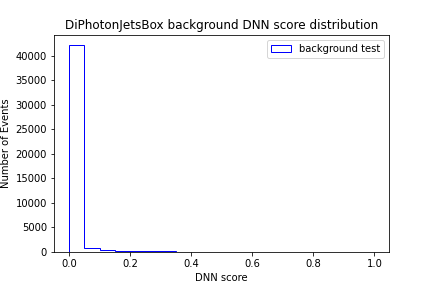 DiPhotonJetsBox background DNN score distribution
background test
Number of Events
40000
35000
30000
25000
20000
15000
10000
5000
0
0.0 0.2 0.4 0.6 0.8 1.0
DNN score